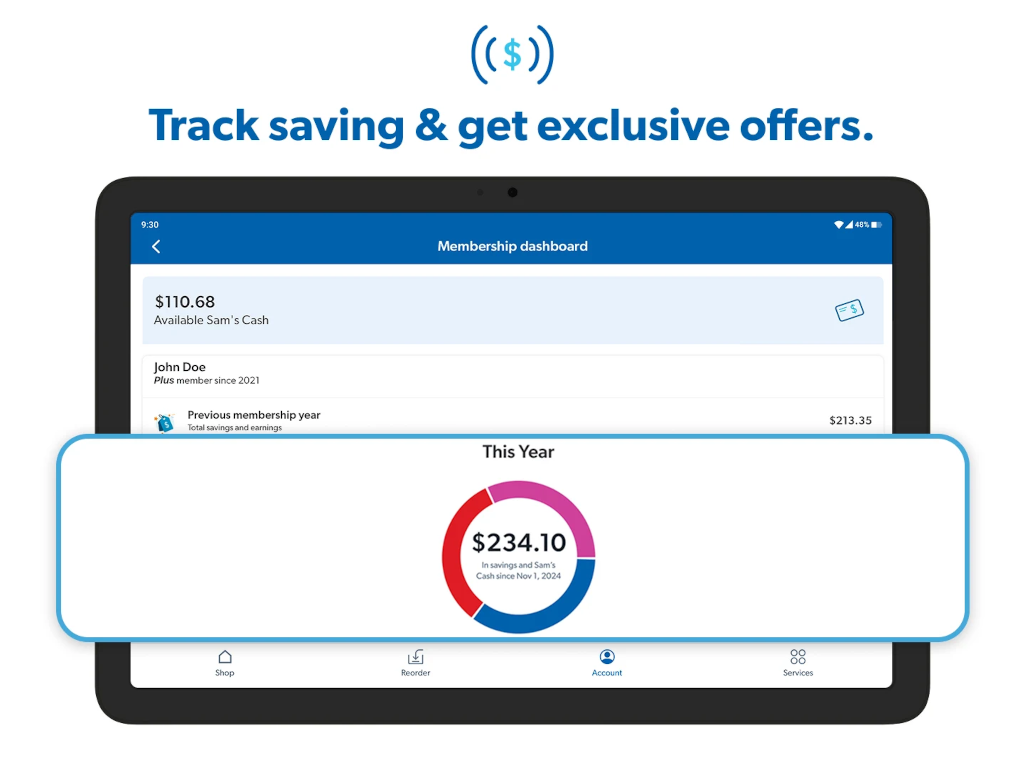 $
Track saving & get exclusive offers.
9:30
48%
Membership dashboard
$110.68
Available Sam's Cash
$
John Doe
Plus member since 2021
Previous membership year
$213.35
Total savings and earnings
$
This Year
$234.10
In savings and Sam's
Cash since Nov 1, 2024
Shop
Reorder
Account
Services